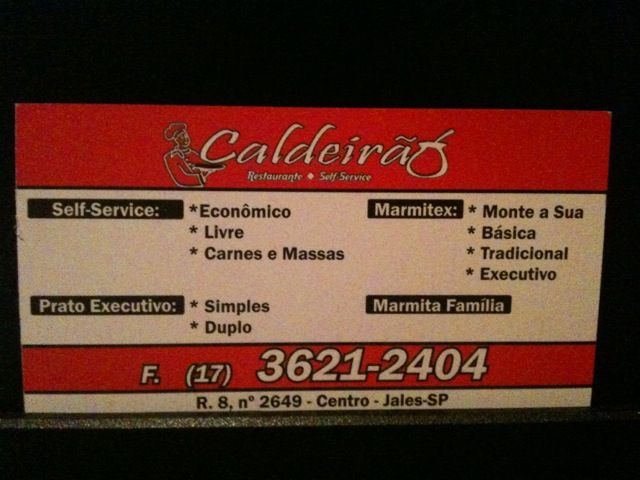 Caldeirão
Restaurante • Self-Service
Self-Service: *Econômico
* Livre
* Carnes e Massas
Marmitex: * Monte a Sua
* Básica
* Tradicional
* Executivo
Prato Executivo: * Simples
* Duplo
Marmita Família
F. (17) 3621-2404
R. 8, nº 2649 - Centro - Jales-SP